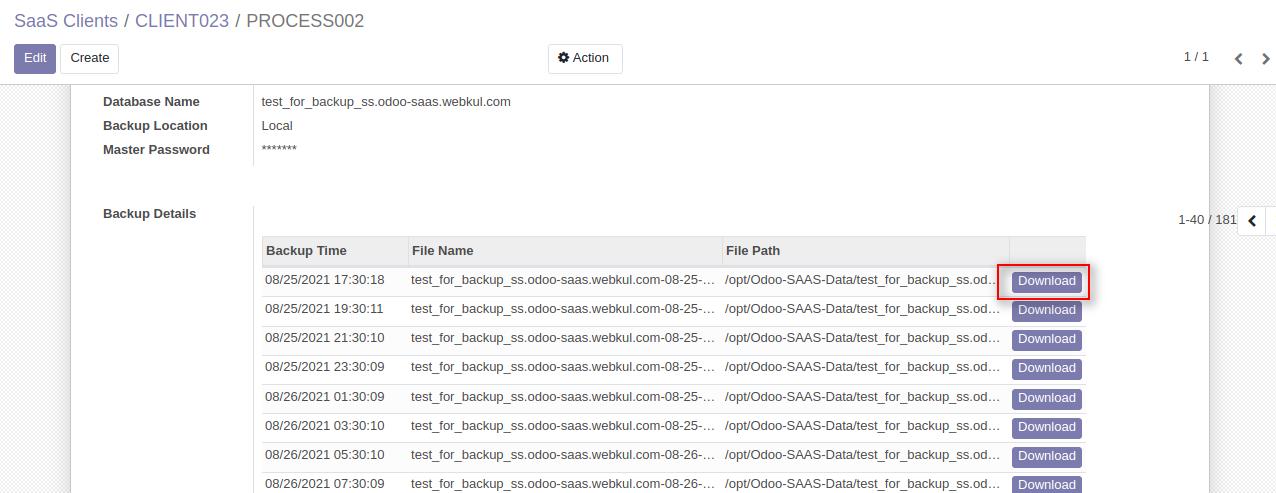 SaaS Clients / CLIENT023 / PROCESS002
Edit Create Action 1 / 1
Database Name test_for_backup_ss.odoo-saas.webkul.com
Backup Location Local
Master Password *******
Backup Details 1-40 / 181
Backup Time File Name File Path
08/25/2021 17:30:18 test_for_backup_ss.odoo-saas.webkul.com-08-25-... /opt/Odoo-SAAS-Data/test_for_backup_ss.od... Download
08/25/2021 19:30:11 test_for_backup_ss.odoo-saas.webkul.com-08-25-... /opt/Odoo-SAAS-Data/test_for_backup_ss.od... Download
08/25/2021 21:30:10 test_for_backup_ss.odoo-saas.webkul.com-08-25-... /opt/Odoo-SAAS-Data/test_for_backup_ss.od... Download
08/25/2021 23:30:09 test_for_backup_ss.odoo-saas.webkul.com-08-25-... /opt/Odoo-SAAS-Data/test_for_backup_ss.od... Download
08/26/2021 01:30:09 test_for_backup_ss.odoo-saas.webkul.com-08-25-... /opt/Odoo-SAAS-Data/test_for_backup_ss.od... Download
08/26/2021 03:30:10 test_for_backup_ss.odoo-saas.webkul.com-08-25-... /opt/Odoo-SAAS-Data/test_for_backup_ss.od... Download
08/26/2021 05:30:10 test_for_backup_ss.odoo-saas.webkul.com-08-26-... /opt/Odoo-SAAS-Data/test_for_backup_ss.od... Download
08/26/2021 07:30:09 test_for_backup_ss.odoo-saas.webkul.com-08-26-... /opt/Odoo-SAAS-Data/test_for_backup_ss.od... Download